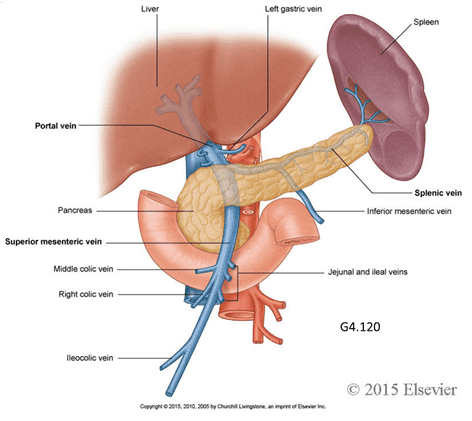 Liver
Left gastric vein
Spleen
Portal vein
Splenic vein
Pancreas
Inferior mesenteric vein
Superior mesenteric vein
Middle colic vein
Jejunal and ileal veins
Right colic vein
G4.120
Ileocolic vein
© 2015 Elsevier
Copyright © 2015, 2010, 2005 by Churchill Livingstone, an imprint of Elsevier Inc.